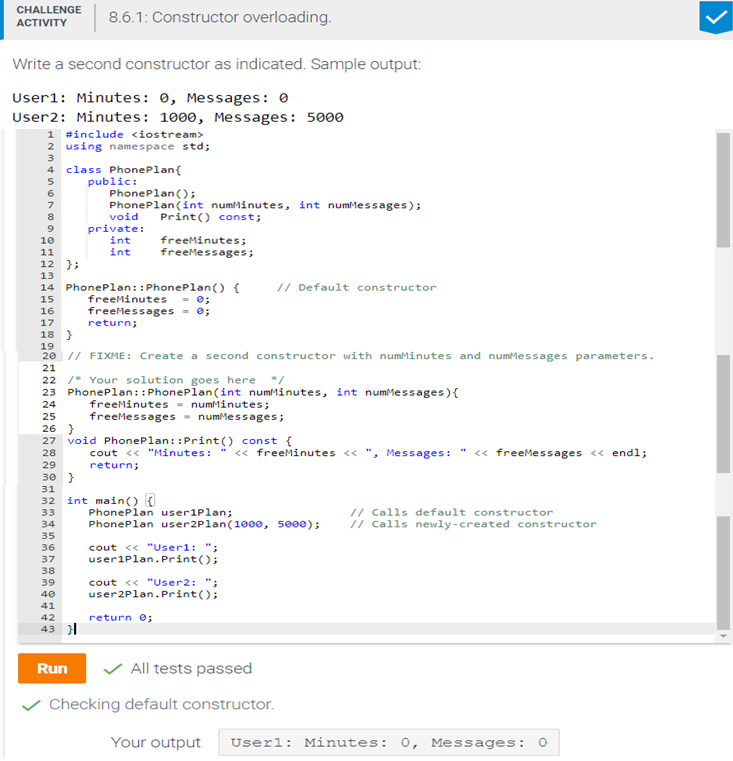 CHALLENGE
ACTIVITY
8.6.1: Constructor overloading.
Write a second constructor as indicated. Sample output:
User1: Minutes: 0, Messages: 0
User2: Minutes: 1000, Messages: 5000
1 #include <iostream>
2 using namespace std;
3
4 class PhonePlan{
5    public:
6       PhonePlan();
7       PhonePlan(int numMinutes, int numMessages);
8       void   Print() const;
9    private:
10       int    freeMinutes;
11       int    freeMessages;
12 };
13
14 PhonePlan::PhonePlan() {     // Default constructor
15    freeMinutes  = 0;
16    freeMessages = 0;
17    return;
18 }
19
20 // FIXME: Create a second constructor with numMinutes and numMessages parameters.
21
22 /* Your solution goes here  */
23 PhonePlan::PhonePlan(int numMinutes, int numMessages){
24    freeMinutes = numMinutes;
25    freeMessages = numMessages;
26 }
27 void PhonePlan::Print() const {
28    cout << "Minutes: " << freeMinutes << ", Messages: " << freeMessages << endl;
29    return;
30 }
31
32 int main() {
33    PhonePlan user1Plan;                // Calls default constructor
34    PhonePlan user2Plan(1000, 5000);    // Calls newly-created constructor
35
36    cout << "User1: ";
37    user1Plan.Print();
38
39    cout << "User2: ";
40    user2Plan.Print();
41
42    return 0;
43 }
Run
All tests passed
Checking default constructor.
Your output
User1: Minutes: 0, Messages: 0